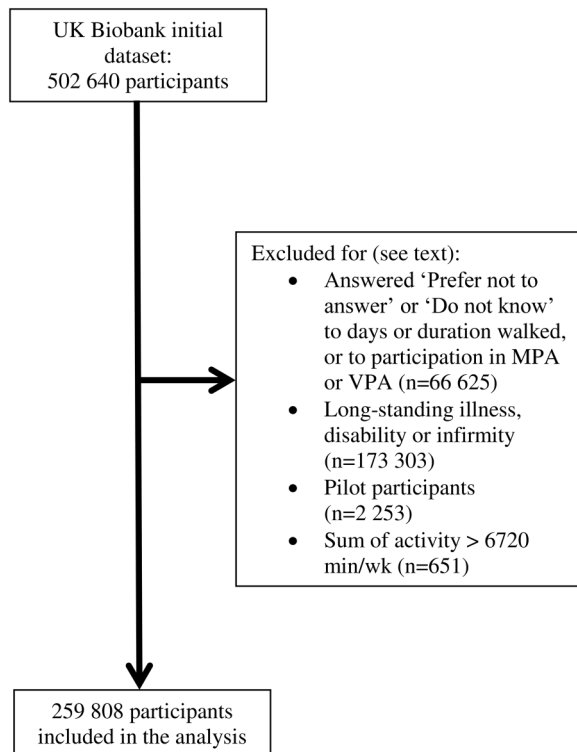 UK Biobank initial
dataset:
502 640 participants
Excluded for (see text):
• Answered ‘Prefer not to
answer’ or ‘Do not know’
to days or duration walked,
or to participation in MPA
or VPA (n=66 625)
• Long-standing illness,
disability or infirmity
(n=173 303)
• Pilot participants
(n=2 253)
• Sum of activity > 6720
min/wk (n=651)
259 808 participants
included in the analysis